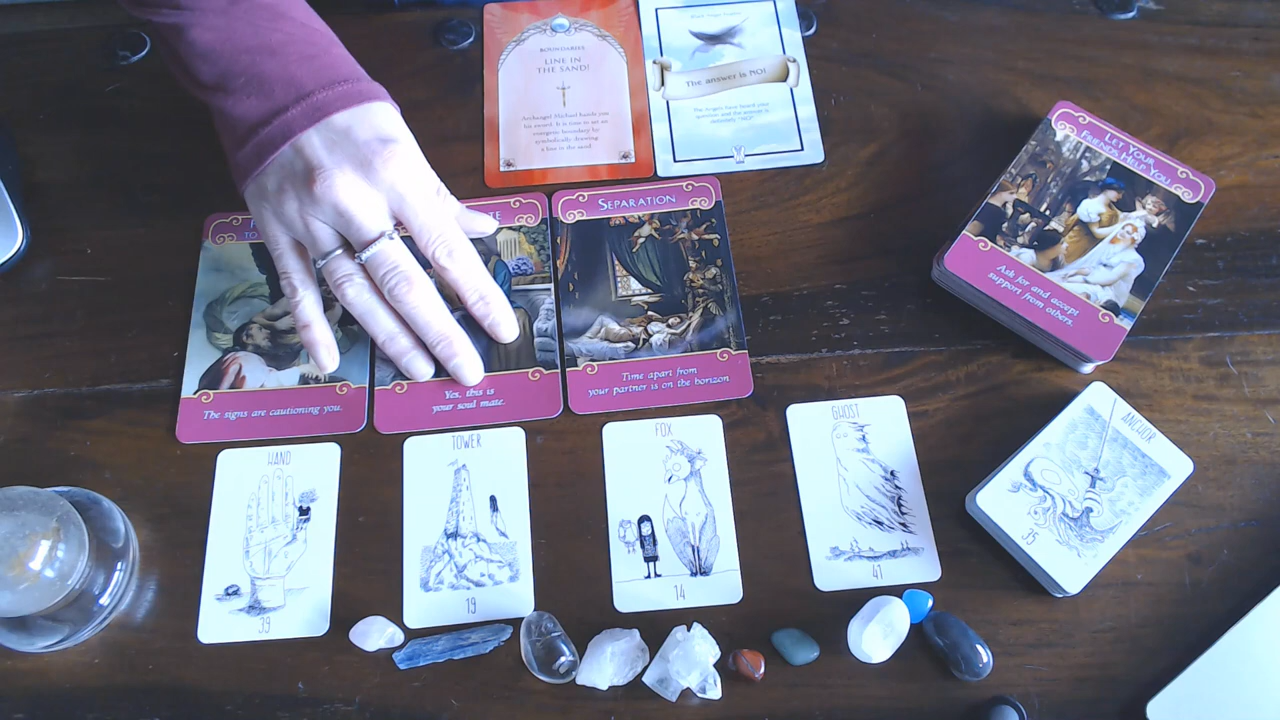 BOUNDARIES
LINE IN
THE SAND!
Archangel Michael hands you
his sword. It is time to set an
energetic boundary by
symbolically drawing
a line in the sand.
The answer is NO!
The Angels have heard your
question and the answer is
definitely "NO"
LET YOUR
FRIENDS HELP YOU
Ask for and accept
support from others.
The signs are cautioning you.
Yes, this is
your soul mate.
SEPARATION
Time apart from
your partner is on the horizon
HAND
39
TOWER
19
FOX
14
GHOST
41
ANCHOR
35